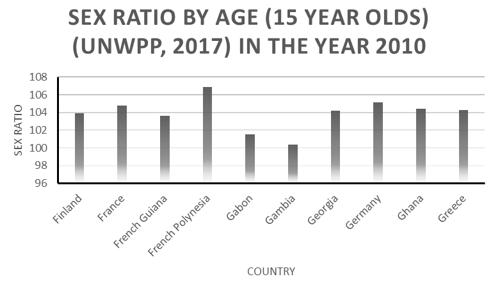 SEX RATIO BY AGE (15 YEAR OLDS)
(UNWPP, 2017) IN THE YEAR 2010
108
106
104
102
100
98
96
SEX RATIO
Finland
France
French Guiana
French Polynesia
Gabon
Gambia
Georgia
Germany
Ghana
Greece
COUNTRY